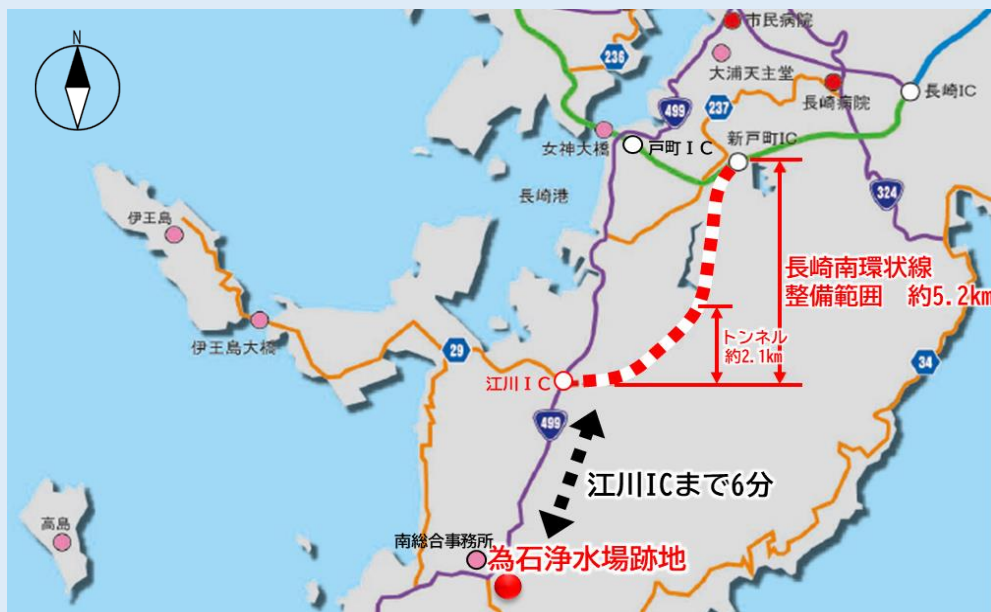 N
市民病院
236
大浦天主堂
長崎IC
499
237
長崎病院
女神大橋
戸町IC
新戸町IC
長崎港
324
伊王島
長崎南環状線
整備範囲 約5.2km
トンネル
約2.1km
伊王島大橋
29
34
江川IC
499
江川ICまで6分
高島
南総合事務所
為石浄水場跡地